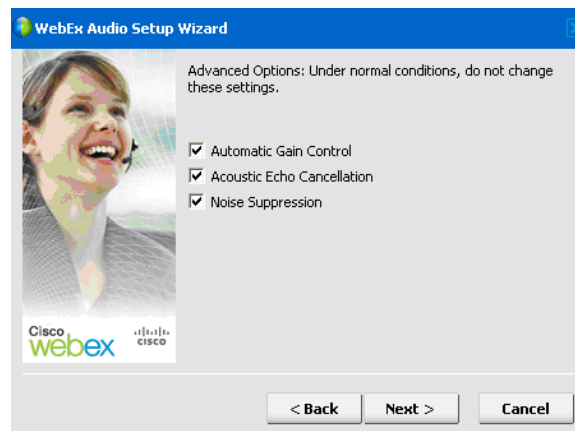 WebEx Audio Setup Wizard
Advanced Options: Under normal conditions, do not change
these settings.
Automatic Gain Control
Acoustic Echo Cancellation
Noise Suppression
Cisco
webex
cisco
< Back
Next >
Cancel